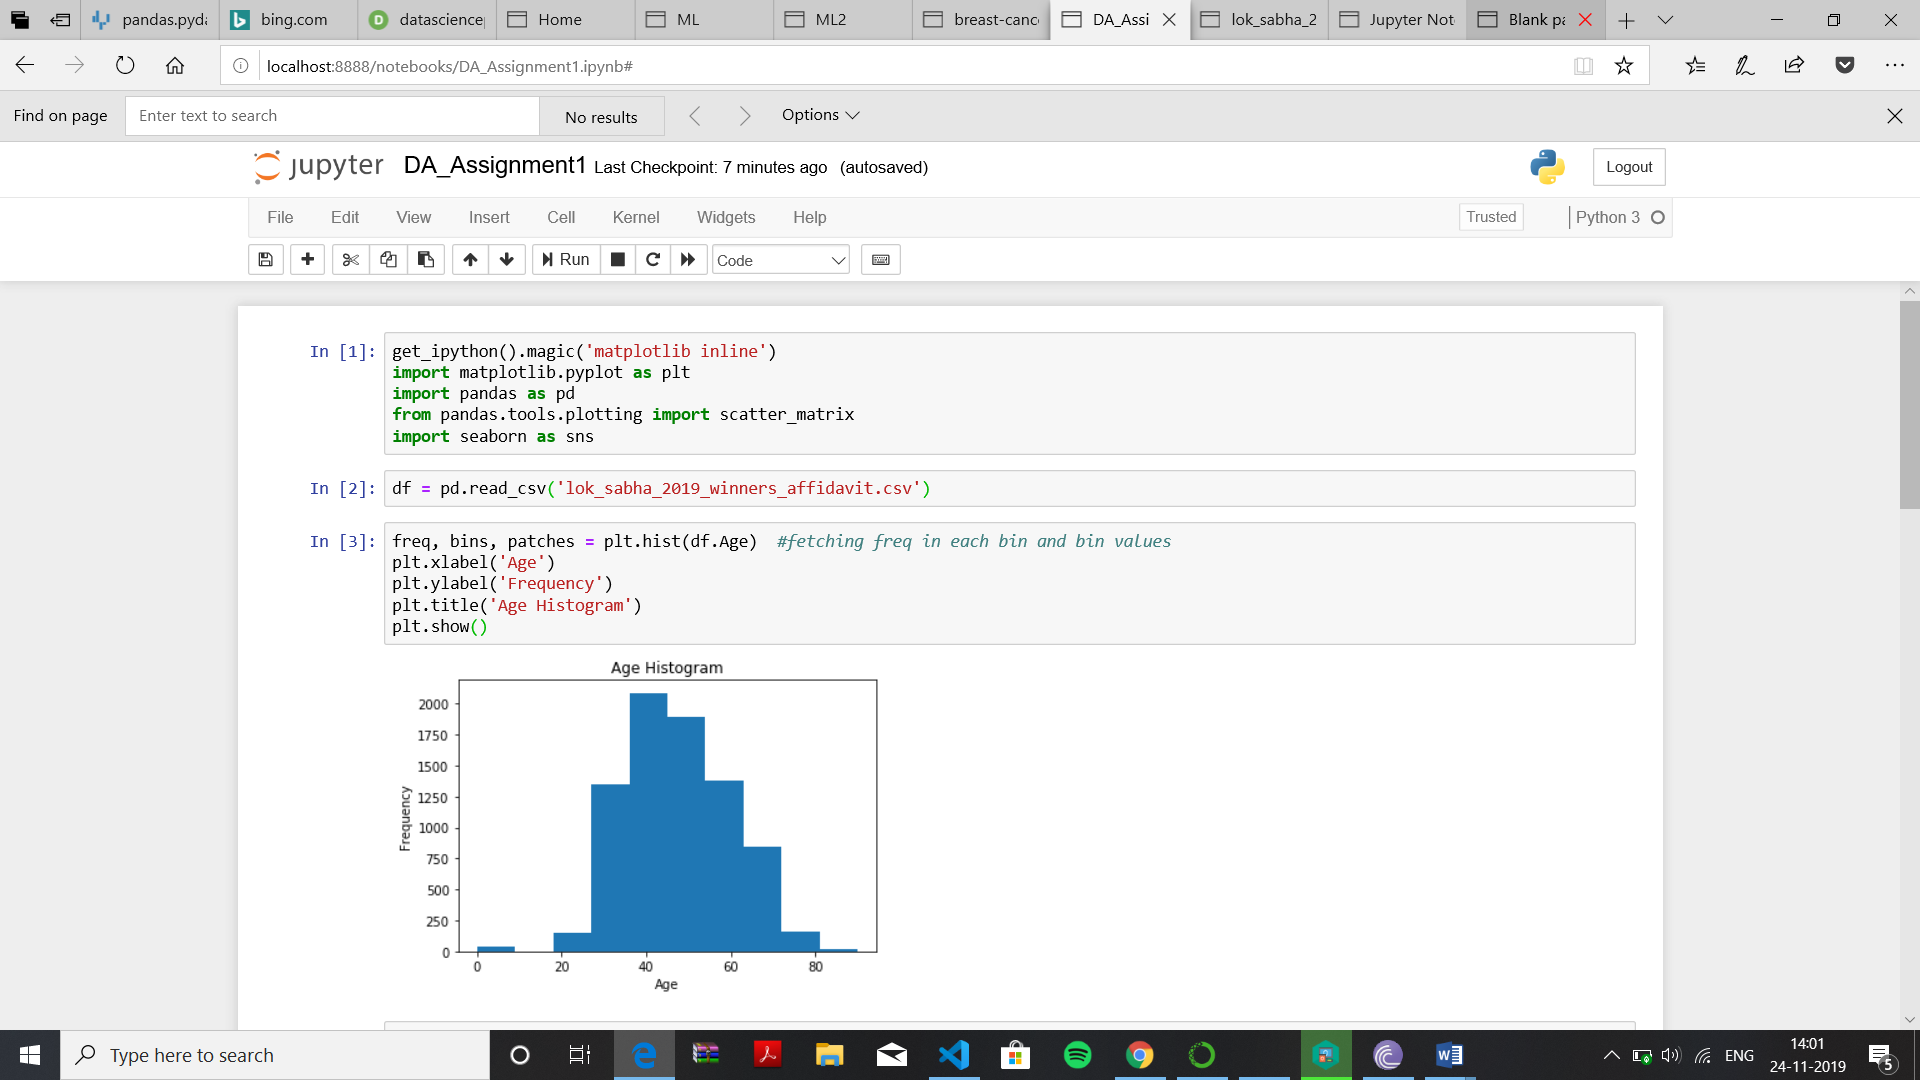 pandas.pyda
bing.com
datascience
Home
ML
ML2
breast-canc
DA_Assi
lok_sabha_2
Jupyter Not
Blank pa
localhost:8888/notebooks/DA_Assignment1.ipynb#
Find on page
Enter text to search
No results
Options
jupyter DA_Assignment1 Last Checkpoint: 7 minutes ago (autosaved)
Logout
File Edit View Insert Cell Kernel Widgets Help
Trusted
Python 3
Run
Code
In [1]:
get_ipython().magic('matplotlib inline')
import matplotlib.pyplot as plt
import pandas as pd
from pandas.tools.plotting import scatter_matrix
import seaborn as sns
In [2]:
df = pd.read_csv('lok_sabha_2019_winners_affidavit.csv')
In [3]:
freq, bins, patches = plt.hist(df.Age)  #fetching freq in each bin and bin values
plt.xlabel('Age')
plt.ylabel('Frequency')
plt.title('Age Histogram')
plt.show()
Age Histogram
2000
1750
1500
1250
1000
750
500
250
0
Frequency
0 20 40 60 80
Age
Type here to search
ENG
14:01
24-11-2019
5